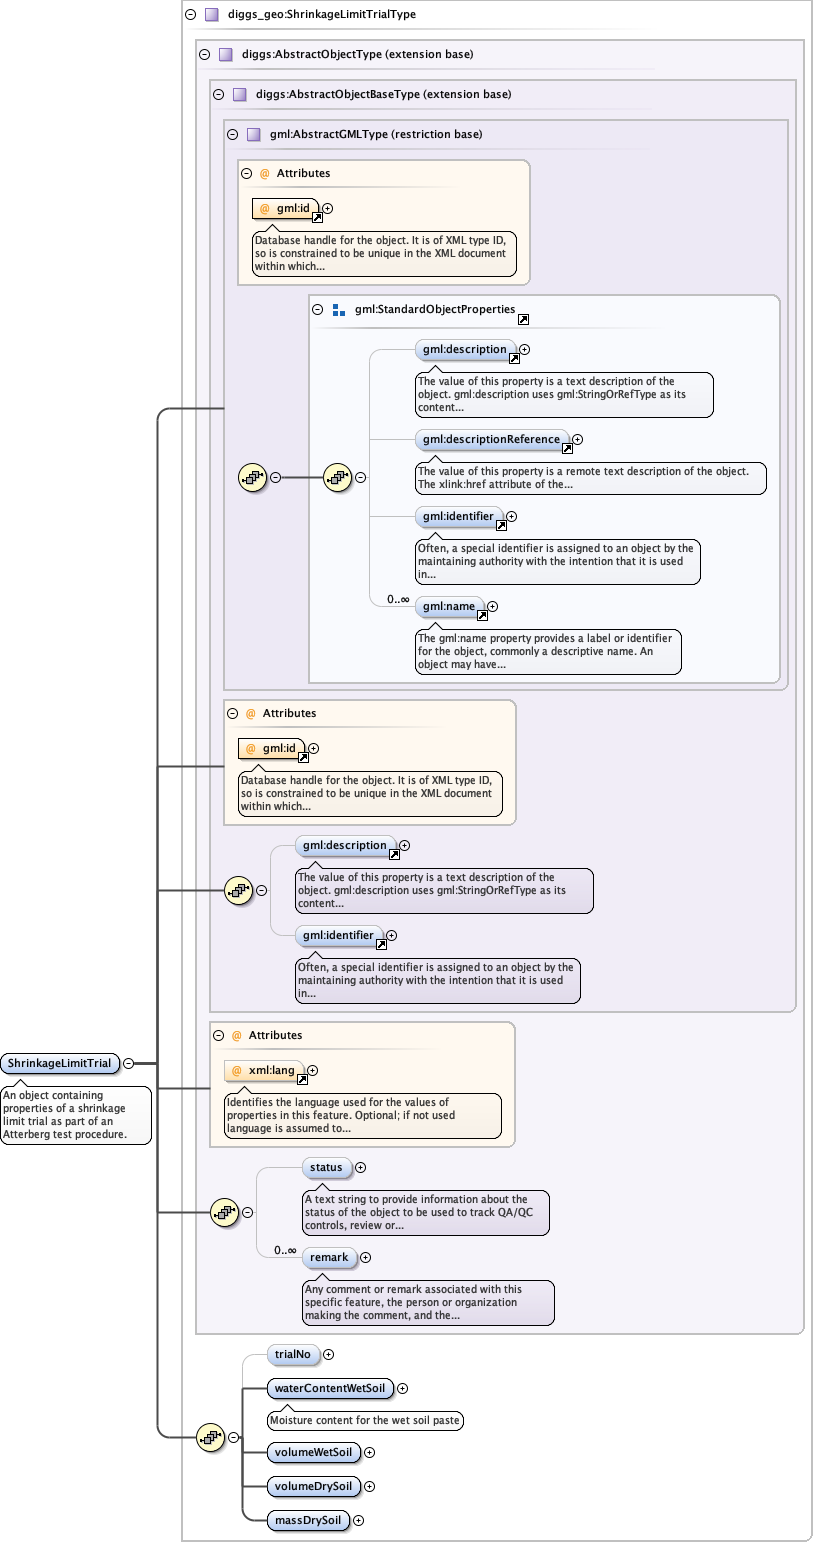 diggs_geo:ShrinkageLimitTrialType
diggs:AbstractObjectType (extension base)
diggs:AbstractObjectBaseType (extension base)
gml:AbstractGMLType (restriction base)
@ Attributes
@ gml:id
Database handle for the object. It is of XML type ID,
so is constrained to be unique in the XML document
within which...
gml:StandardObjectProperties
gml:description
The value of this property is a text description of the
object. gml:description uses gml:StringOrRefType as its
content...
gml:descriptionReference
The value of this property is a remote text description of the object.
The xlink:href attribute of the...
gml:identifier
Often, a special identifier is assigned to an object by the
maintaining authority with the intention that it is used
in...
0..∞
gml:name
The gml:name property provides a label or identifier
for the object, commonly a descriptive name. An
object may have...
@ Attributes
@ gml:id
Database handle for the object. It is of XML type ID,
so is constrained to be unique in the XML document
within which...
gml:description
The value of this property is a text description of the
object. gml:description uses gml:StringOrRefType as its
content...
gml:identifier
Often, a special identifier is assigned to an object by the
maintaining authority with the intention that it is used
in...
@ Attributes
@ xml:lang
Identifies the language used for the values of
properties in this feature. Optional; if not used
language is assumed to...
ShrinkageLimitTrial
An object containing
properties of a shrinkage
limit trial as part of an
Atterberg test procedure.
status
A text string to provide information about the
status of the object to be used to track QA/QC
controls, review or...
0..∞
remark
Any comment or remark associated with this
specific feature, the person or organization
making the comment, and the...
trialNo
waterContentWetSoil
Moisture content for the wet soil paste
volumeWetSoil
volumeDrySoil
massDrySoil